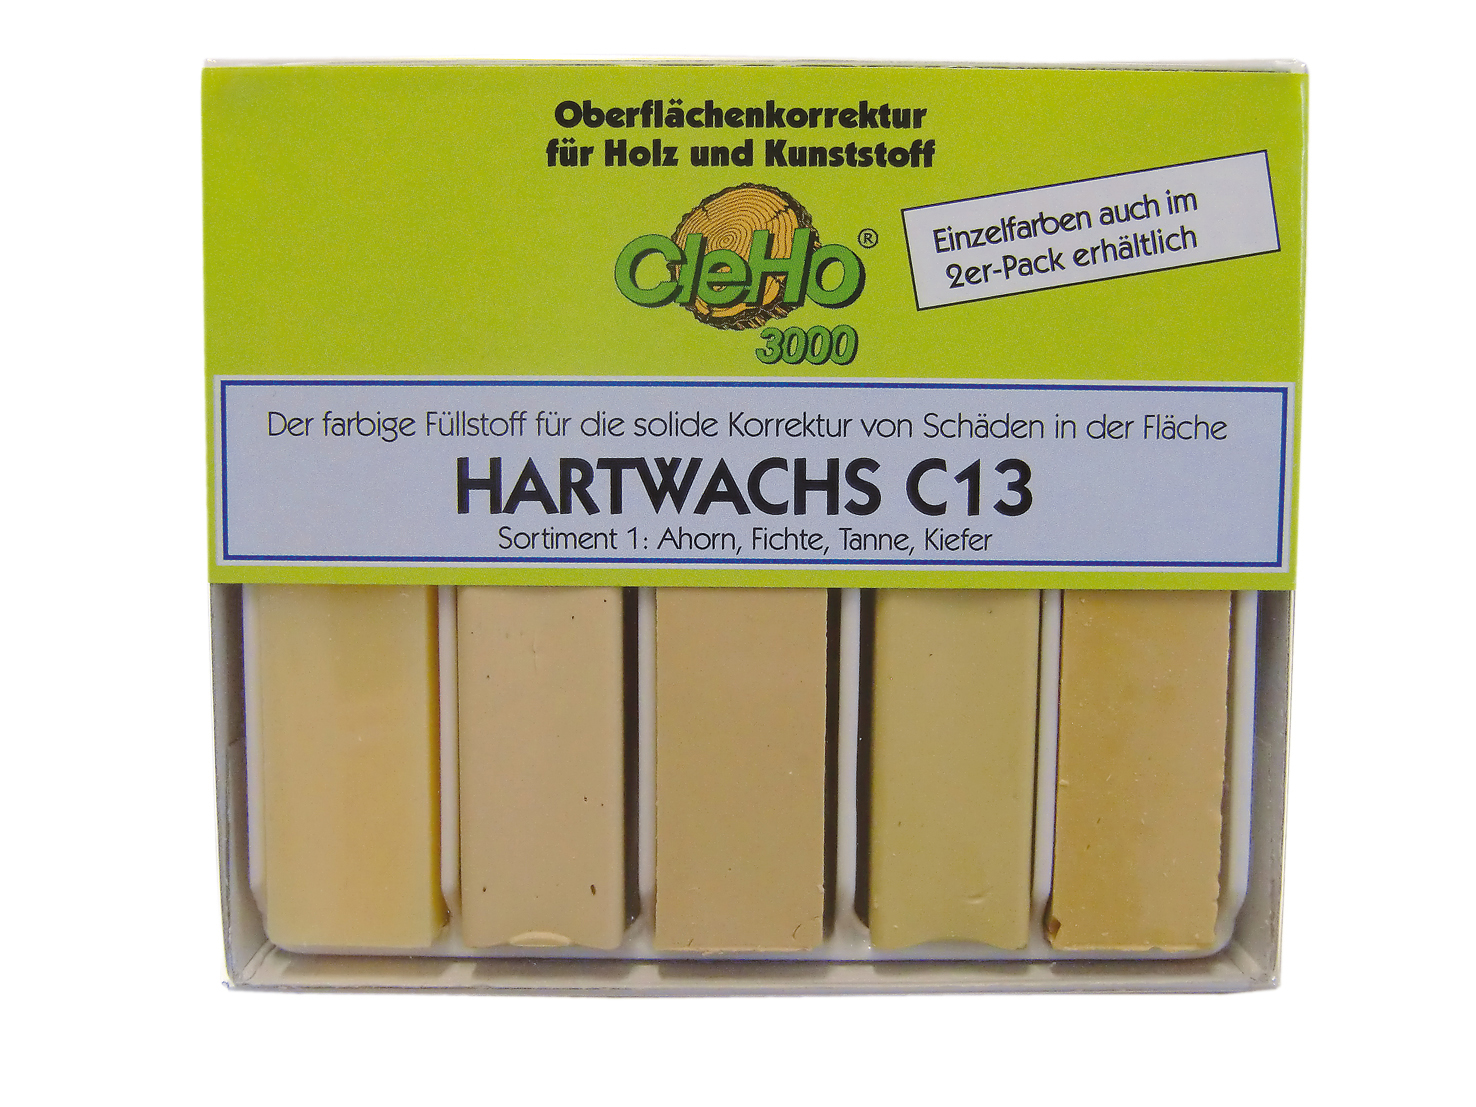 Oberflächenkorrektur
für Holz und Kunststoff
CleHo®
3000
Einzelfarben auch im
2er-Pack erhältlich
Der farbige Füllstoff für die solide Korrektur von Schäden in der Fläche
HARTWACHS C13
Sortiment 1: Ahorn, Fichte, Tanne, Kiefer